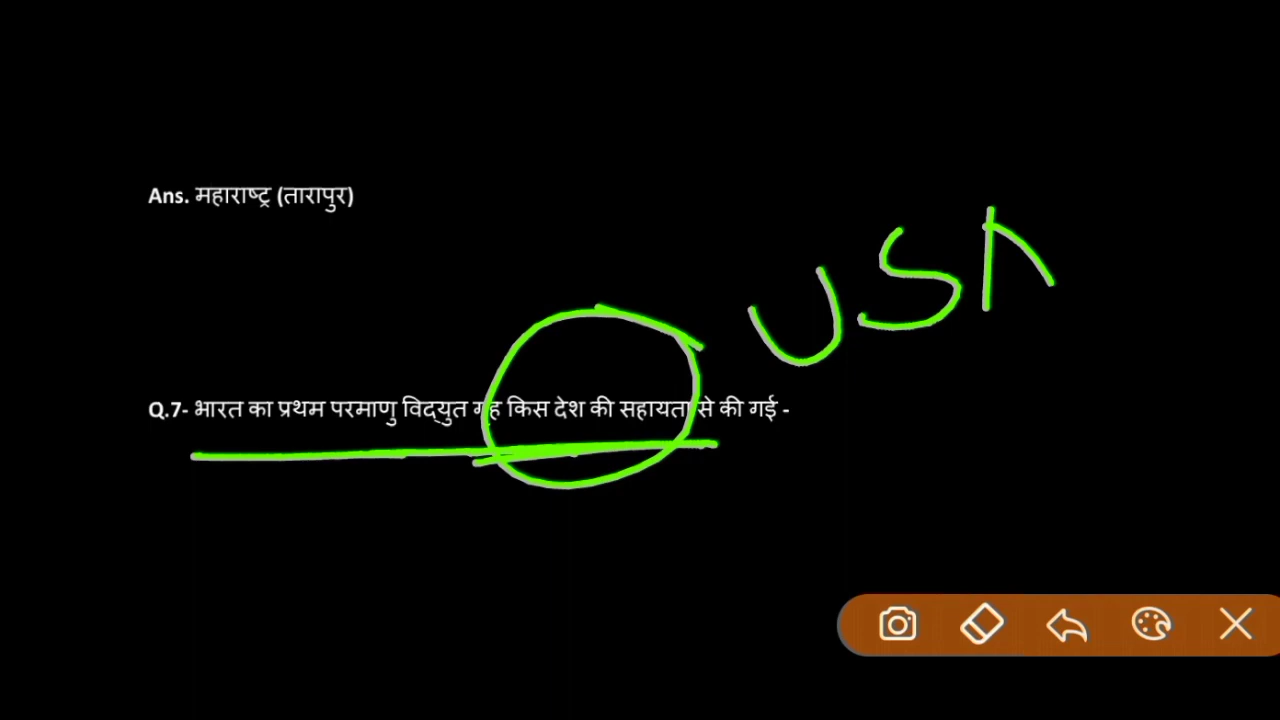 Ans. महाराष्ट्र (तारापुर)
USA
Q.7- भारत का प्रथम परमाणु विद्युत गृह किस देश की सहायता से की गई -